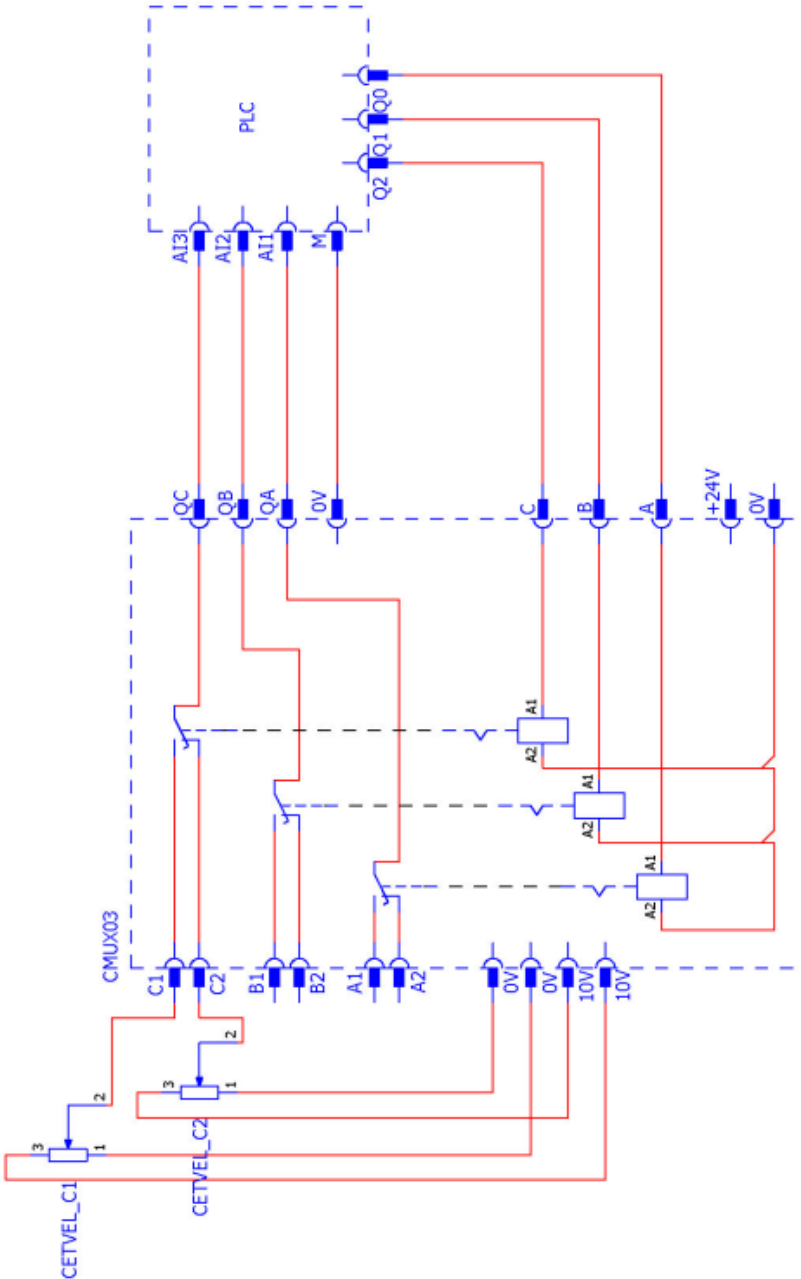 PLC
Q0
Q1
Q2
AI3
AI2
AI1
M
QC
QB
QA
0V
C
B
A
+24V
0V
A1
A2
A1
A2
A1
A2
CMUX03
C1
C2
B1
B2
A1
A2
0V
0V
10V
10V
2
3
1
CETVEL_C2
2
3
1
CETVEL_C1